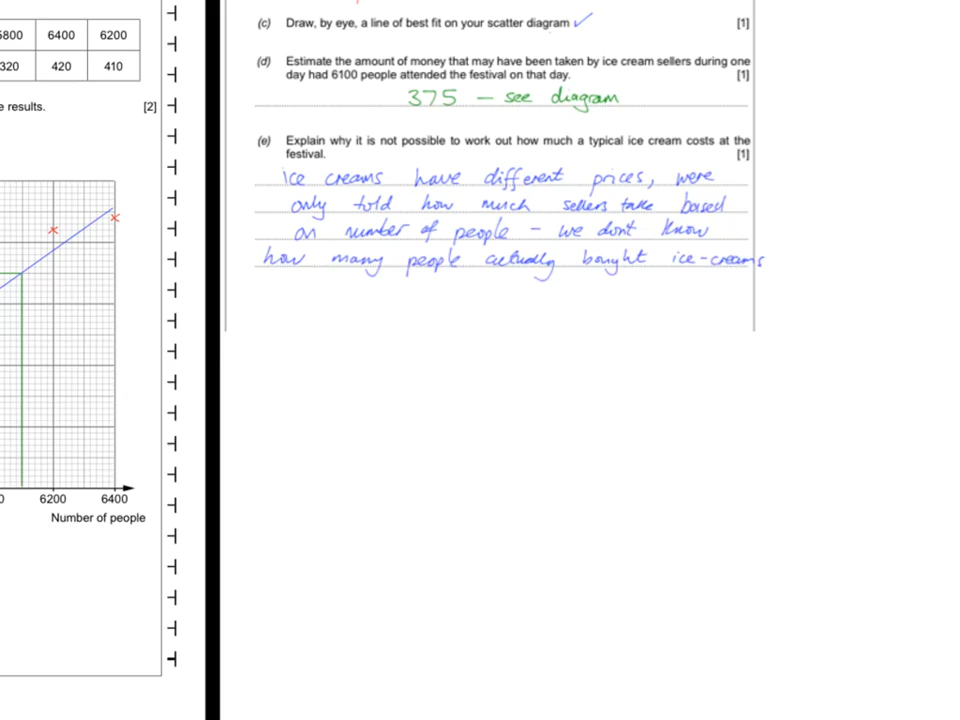 5800 6400 6200
320 420 410
e results. [2]
0 6200 6400
Number of people
(c) Draw, by eye, a line of best fit on your scatter diagram ✓ [1]
(d) Estimate the amount of money that may have been taken by ice cream sellers during one
day had 6100 people attended the festival on that day. [1]
375 – see diagram
(e) Explain why it is not possible to work out how much a typical ice cream costs at the
festival. [1]
ice creams have different prices, were
only told how much sellers take based
on number of people – we dont know
how many people actually bought ice-creams